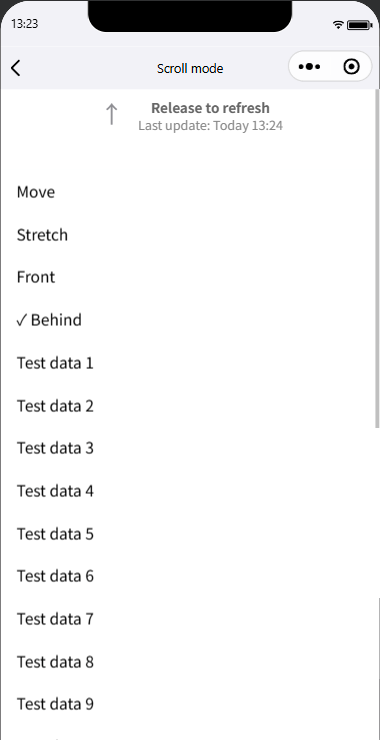 13:23
Scroll mode
Release to refresh
Last update: Today 13:24
Move
Stretch
Front
✓ Behind
Test data 1
Test data 2
Test data 3
Test data 4
Test data 5
Test data 6
Test data 7
Test data 8
Test data 9